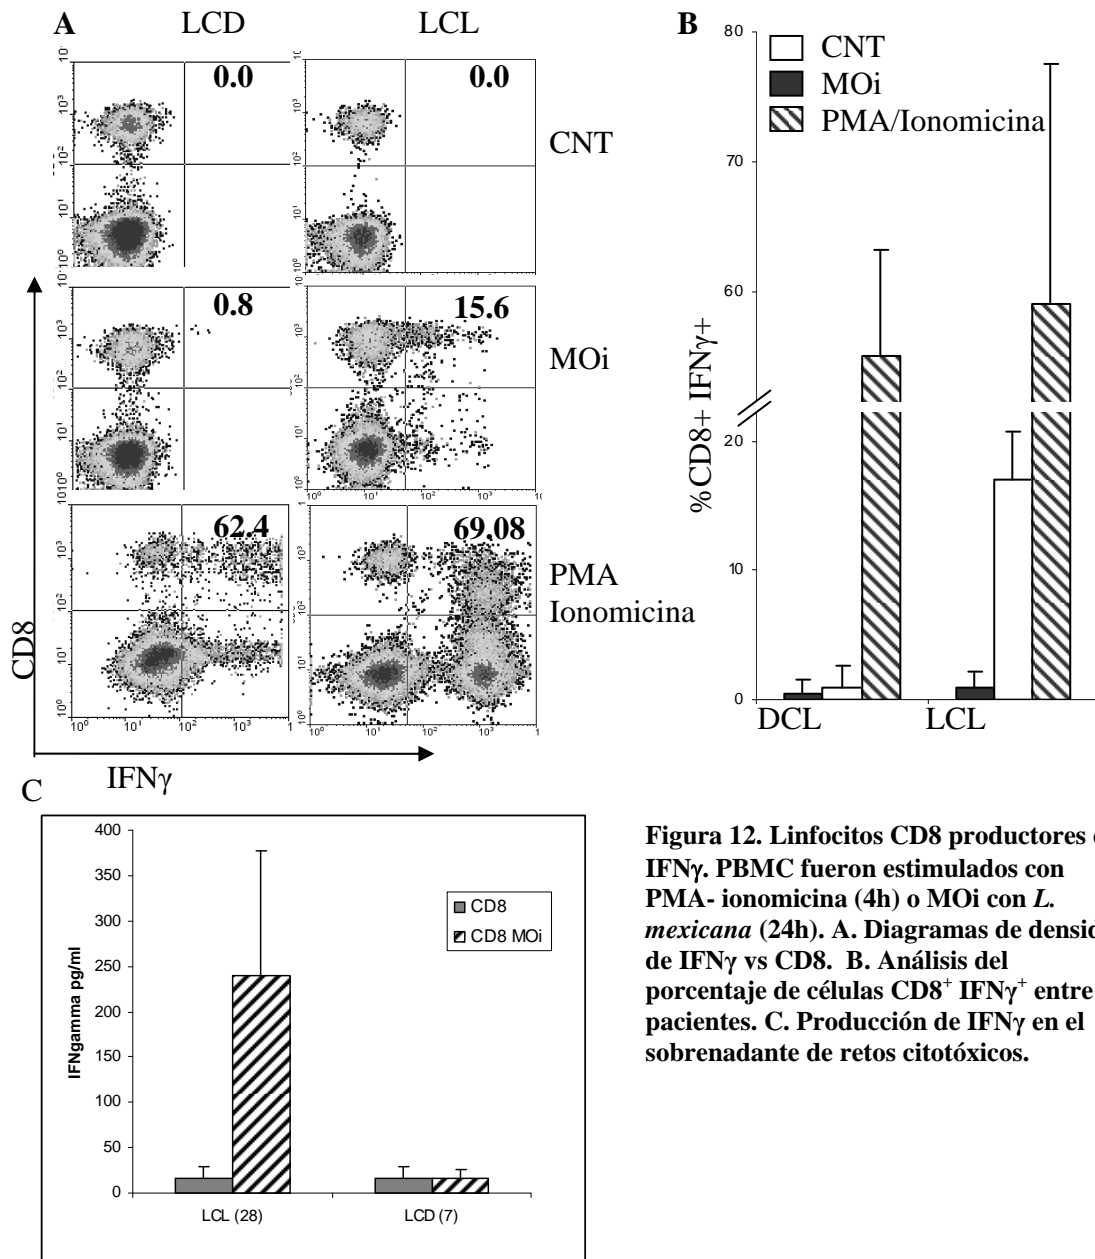 A
LCD
LCL
0.0
0.0
CNT
0.8
15.6
MOi
62.4
69,08
PMA
Ionomicina
CD8
IFNγ
10⁰ 10¹ 10² 10³
B
CNT
MOi
PMA/Ionomicina
%CD8+ IFNγ+
80
70
60
20
10
0
DCL
LCL
C
IFNgamma pg/ml
400
350
300
250
200
150
100
50
0
CD8
CD8 MOi
LCL (28)
LCD (7)
Figura 12. Linfocitos CD8 productores
IFNγ. PBMC fueron estimulados con
PMA- ionomicina (4h) o MOi con L.
mexicana (24h). A. Diagramas de densid
de IFNγ vs CD8. B. Análisis del
porcentaje de células CD8⁺ IFNγ⁺ entre
pacientes. C. Producción de IFNγ en el
sobrenadante de retos citotóxicos.